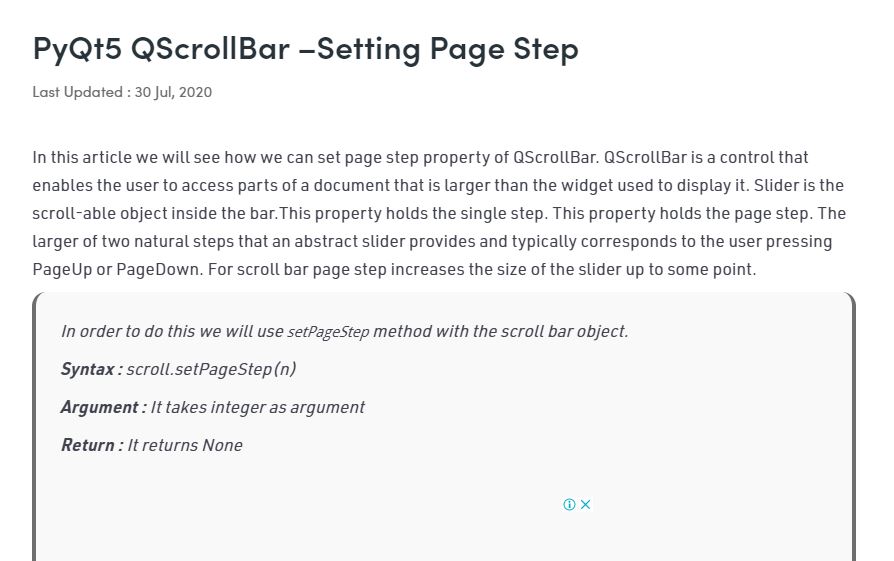 PyQt5 QScrollBar –Setting Page Step
Last Updated : 30 Jul, 2020
In this article we will see how we can set page step property of QScrollBar. QScrollBar is a control that
enables the user to access parts of a document that is larger than the widget used to display it. Slider is the
scroll-able object inside the bar.This property holds the single step. This property holds the page step. The
larger of two natural steps that an abstract slider provides and typically corresponds to the user pressing
PageUp or PageDown. For scroll bar page step increases the size of the slider up to some point.
In order to do this we will use setPageStep method with the scroll bar object.
Syntax : scroll.setPageStep(n)
Argument : It takes integer as argument
Return : It returns None